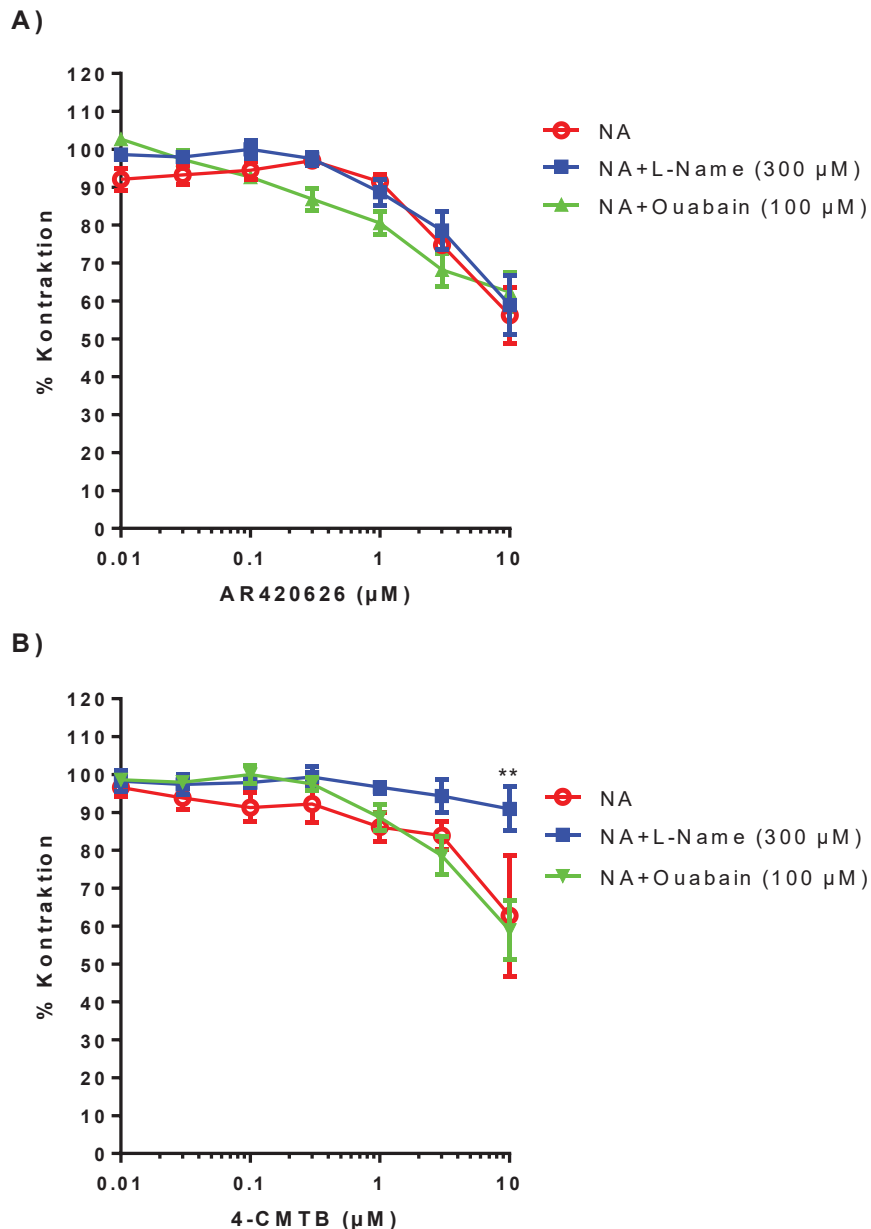 A)
120
110
100
90
80
70
60
50
40
30
20
10
0
% Kontraktion
0.01 0.1 1 10
AR420626 (µM)
NA
NA+L-Name (300 µM)
NA+Ouabain (100 µM)
B)
120
110
100
90
80
70
60
50
40
30
20
10
0
% Kontraktion
**
0.01 0.1 1 10
4-CMTB (µM)
NA
NA+L-Name (300 µM)
NA+Ouabain (100 µM)